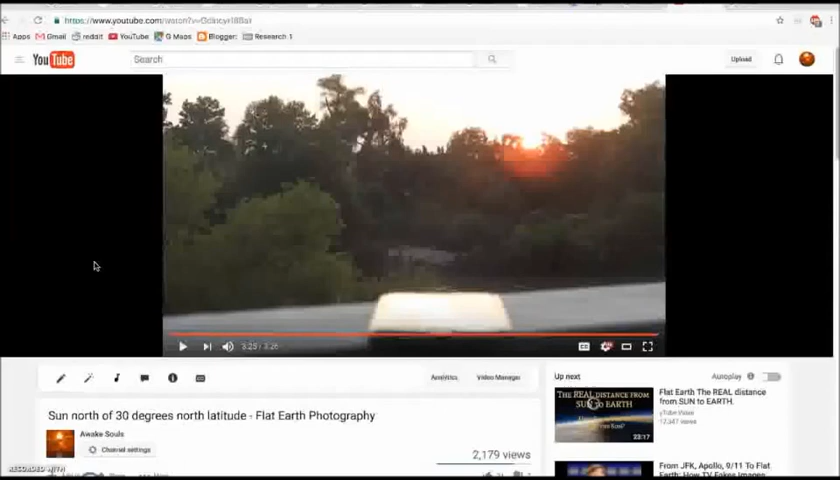 https://www.youtube.com/watch?v=
Apps Gmail reddit YouTube G Maps Blogger: Research 1
YouTube Search Upload
3:25 / 3:26
CC
Analytics Video Manager
Up next Autoplay
Sun north of 30 degrees north latitude - Flat Earth Photography
Awake Souls
Channel settings
2,179 views
THE REAL DISTANCE
FROM SUN TO EARTH
23:17
Flat Earth The REAL distance
from SUN to EARTH.
views
From JFK, Apollo, 9/11 To Flat
Earth: How TV Fakes Images
RECORDED WITH